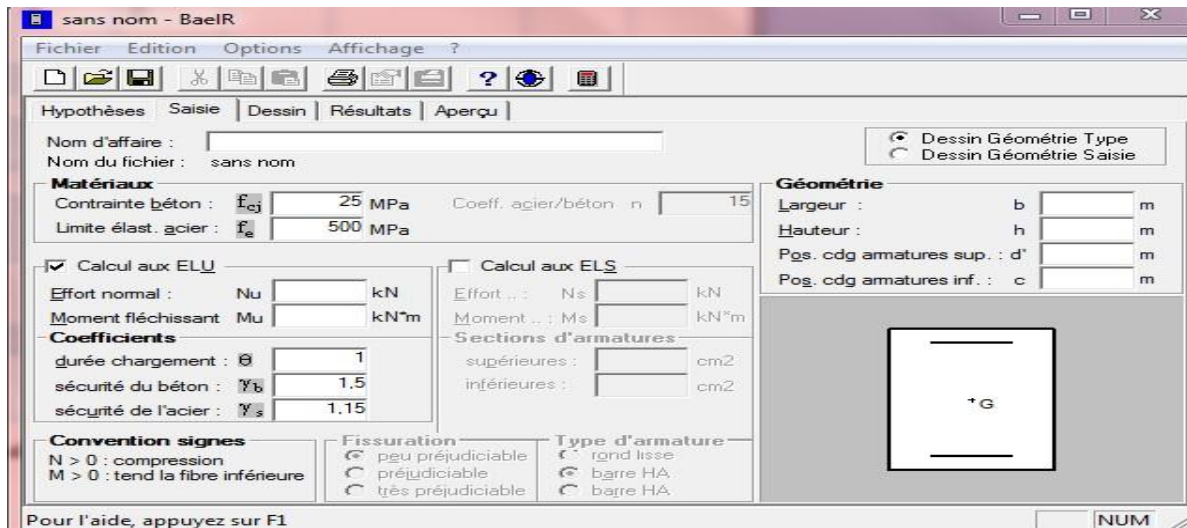 sans nom - BaelR
Fichier Edition Options Affichage ?
Hypothèses Saisie Dessin Résultats Aperçu
Nom d'affaire :
Nom du fichier : sans nom
Dessin Géométrie Type
Dessin Géométrie Saisie
Matériaux
Contrainte béton : fcj 25 MPa Coeff. acier/béton n 15
Limite élast. acier : fe 500 MPa
Géométrie
Largeur : b m
Hauteur : h m
Pos. cdg armatures sup. : d' m
Pos. cdg armatures inf. : c m
Calcul aux ELU
Effort normal : Nu kN
Moment fléchissant Mu kN*m
Calcul aux ELS
Effort .. : Ns kN
Moment .. : Ms kN*m
Coefficients
durée chargement : θ 1
sécurité du béton : γb 1,5
sécurité de l'acier : γs 1,15
Sections d'armatures
supérieures : cm2
inférieures : cm2
+G
Convention signes
N > 0 : compression
M > 0 : tend la fibre inférieure
Fissuration
peu préjudiciable
préjudiciable
très préjudiciable
Type d'armature
rond lisse
barre HA
barre HA
Pour l'aide, appuyez sur F1 NUM